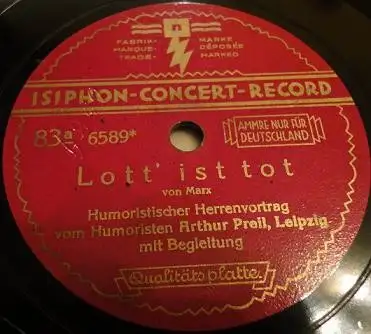 n
FABRIK- MARKE
MARQUE- DÉPOSÉE
TRADE- MARKED
ISIPHON-CONCERT-RECORD
83a 6589*
AMMRE NUR FÜR
DEUTSCHLAND
Lott' ist tot
von Marx
Humoristischer Herrenvortrag
vom Humoristen Arthur Preil, Leipzig
mit Begleitung
Qualitätsplatte